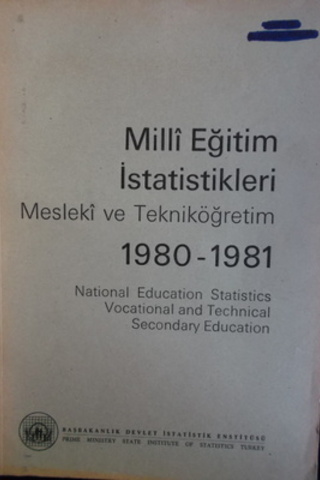 Millî Eğitim
İstatistikleri
Meslekî ve Tekniköğretim
1980-1981
National Education Statistics
Vocational and Technical
Secondary Education
BAŞBAKANLIK DEVLET İSTATİSTİK ENSTİTÜSÜ
PRIME MINISTRY STATE INSTITUTE OF STATISTICS TURKEY